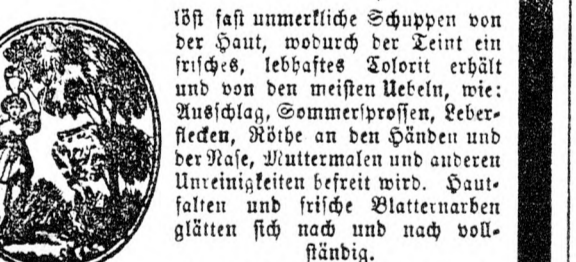 löst fast unmerkliche Schuppen von
der Haut, wodurch der Teint ein
frisches, lebhaftes Colorit erhält
und von den meisten Uebeln, wie:
Ausschlag, Sommersprossen, Leber-
flecken, Röthe an den Händen und
der Nase, Muttermalen und anderen
Unreinigkeiten befreit wird. Haut-
falten und frische Blatternarben
glätten sich nach und nach voll-
ständig.